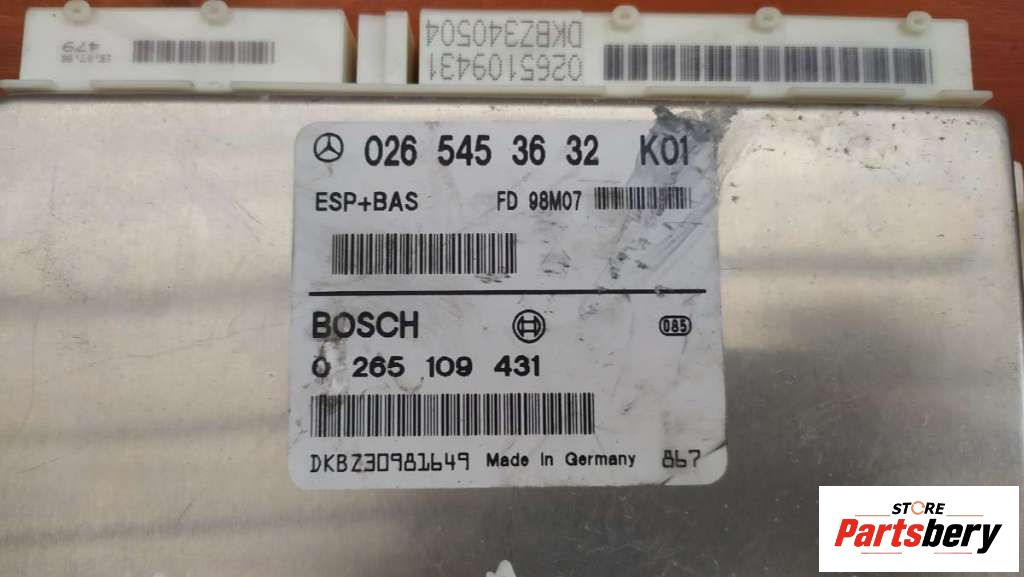 479
0265109431
DKBZ340504
026 545 36 32 K01
ESP+BAS FD 98M07
BOSCH 085
0 265 109 431
DKBZ30981649 Made in Germany 867
STORE
Partsbery